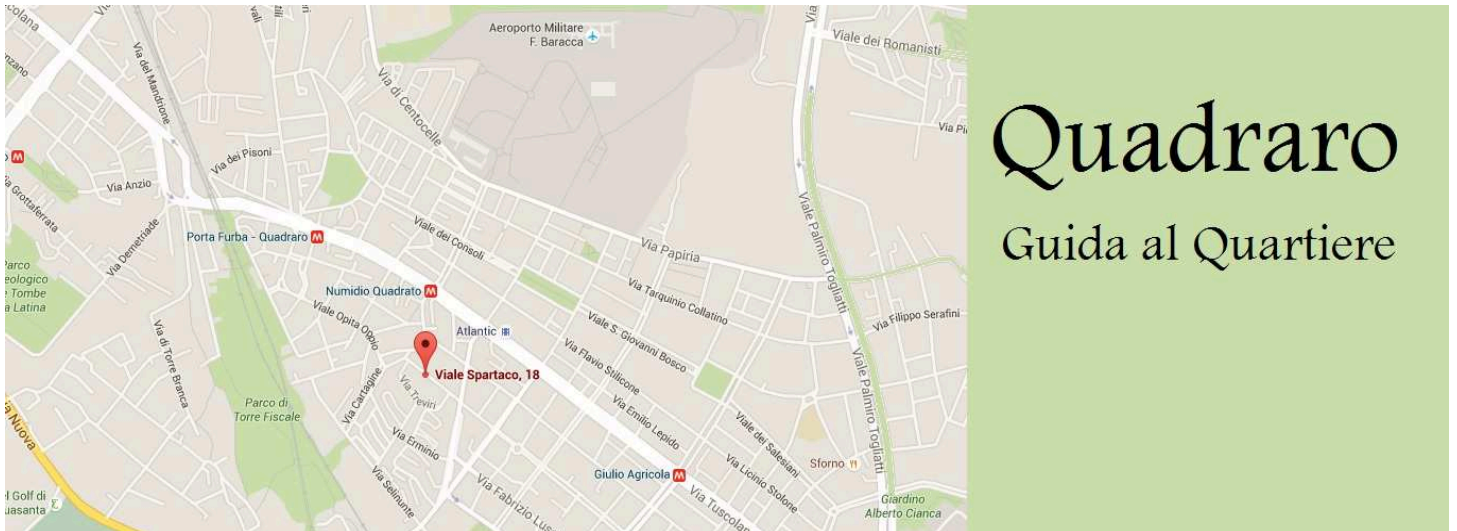 Aeroporto Militare
F. Baracca
Viale dei Romanisti
Via del Mandrione
Via di Centocelle
Via dei Pisoni
Via Anzio
Via Grottaferrata
Via Demetriade
Porta Furba - Quadraro
Viale dei Consoli
Via Papiria
Viale Palmiro Togliatti
Numidio Quadrato
Via Tarquinio Collatino
Viale Opita Oppio
Atlantic
Viale S. Giovanni Bosco
Via Filippo Serafini
Via di Torre Branca
Viale Spartaco, 18
Via Flavio Stilicone
Via Cartagine
Via Treviri
Parco di
Torre Fiscale
Via Emilio Lepido
Viale dei Salesiani
Viale Palmiro Togliatti
Via Erminio
Sforno
Giulio Agricola
Via Licinio Stolone
Via Selinunte
Giardino
Alberto Cianca
Quadraro
Guida al Quartiere